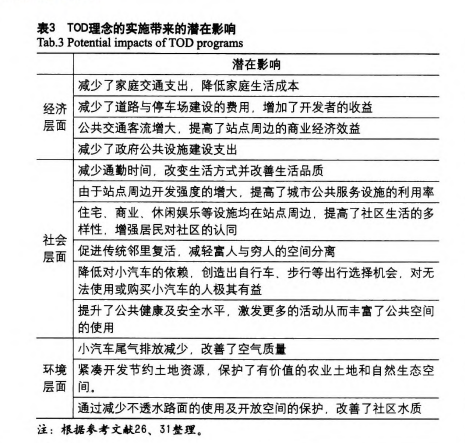 表3 TOD理念的实施带来的潜在影响
Tab.3 Potential impacts of TOD programs
潜在影响
经济
层面
减少了家庭交通支出，降低家庭生活成本
减少了道路与停车场建设的费用，增加了开发者的收益
公共交通客流增大，提高了站点周边的商业经济效益
减少了政府公共设施建设支出
社会
层面
减少通勤时间，改变生活方式并改善生活品质
由于站点周边开发强度的增大，提高了城市公共服务设施的利用率
住宅、商业、休闲娱乐等设施均在站点周边，提高了社区生活的多
样性，增强居民对社区的认同
促进传统邻里复活，减轻富人与穷人的空间分离
降低对小汽车的依赖，创造出自行车、步行等出行选择机会，对无
法使用或购买小汽车的人极其有益
提升了公共健康及安全水平，激发更多的活动从而丰富了公共空间
的使用
环境
层面
小汽车尾气排放减少，改善了空气质量
紧凑开发节约土地资源，保护了有价值的农业土地和自然生态空
间。
通过减少不透水路面的使用及开放空间的保护，改善了社区水质
注：根据参考文献26、31整理。